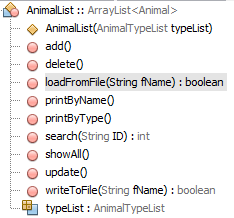 AnimalList :: ArrayList<Animal>
AnimalList(AnimalTypeList typeList)
add()
delete()
loadFromFile(String fName) : boolean
printByName()
printByType()
search(String ID) : int
showAll()
update()
writeToFile(String fName) : boolean
typeList : AnimalTypeList